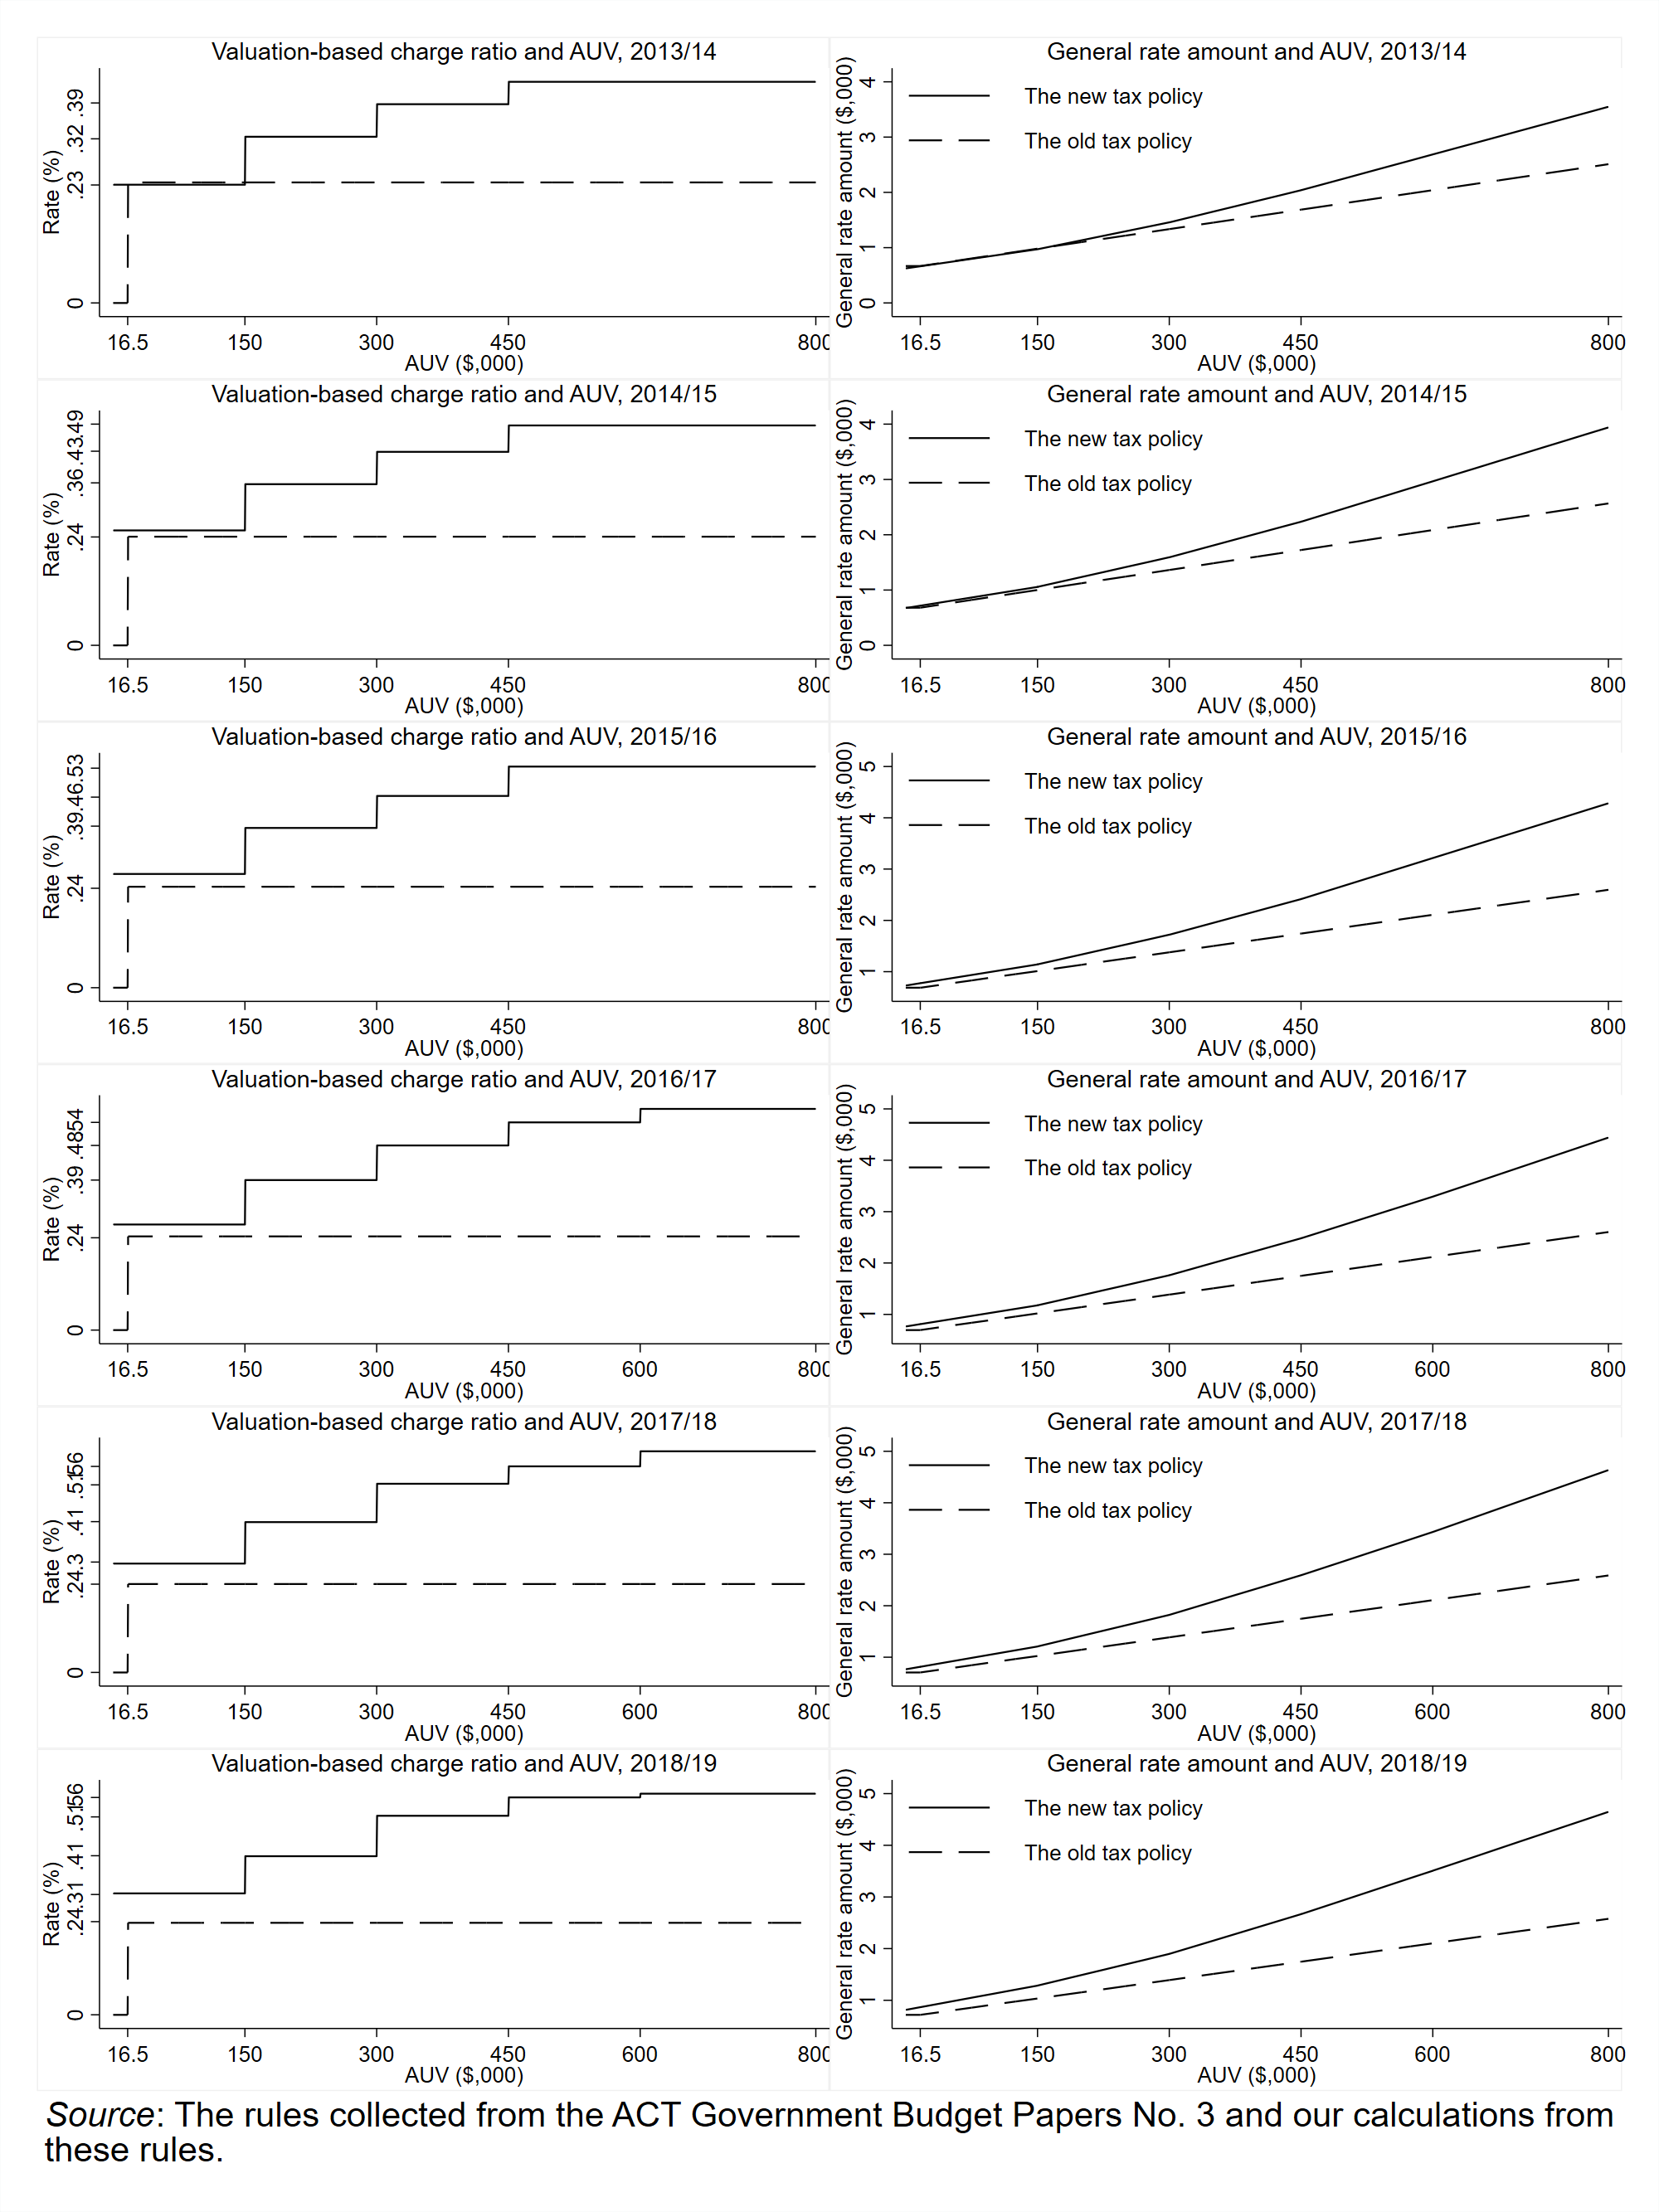 Valuation-based charge ratio and AUV, 2013/14
Rate (%)
0 .23 .32 .39
16.5 150 300 450 800
AUV ($,000)
General rate amount and AUV, 2013/14
General rate amount ($,000)
0 1 2 3 4
The new tax policy
The old tax policy
16.5 150 300 450 800
AUV ($,000)
Valuation-based charge ratio and AUV, 2014/15
Rate (%)
0 .24 .36 .43 .49
16.5 150 300 450 800
AUV ($,000)
General rate amount and AUV, 2014/15
General rate amount ($,000)
0 1 2 3 4
The new tax policy
The old tax policy
16.5 150 300 450 800
AUV ($,000)
Valuation-based charge ratio and AUV, 2015/16
Rate (%)
0 .24 .39 .46 .53
16.5 150 300 450 800
AUV ($,000)
General rate amount and AUV, 2015/16
General rate amount ($,000)
1 2 3 4 5
The new tax policy
The old tax policy
16.5 150 300 450 800
AUV ($,000)
Valuation-based charge ratio and AUV, 2016/17
Rate (%)
0 .24 .39 .48 .54
16.5 150 300 450 600 800
AUV ($,000)
General rate amount and AUV, 2016/17
General rate amount ($,000)
1 2 3 4 5
The new tax policy
The old tax policy
16.5 150 300 450 600 800
AUV ($,000)
Valuation-based charge ratio and AUV, 2017/18
Rate (%)
0 .24 .3 .41 .51 .56
16.5 150 300 450 600 800
AUV ($,000)
General rate amount and AUV, 2017/18
General rate amount ($,000)
1 2 3 4 5
The new tax policy
The old tax policy
16.5 150 300 450 600 800
AUV ($,000)
Valuation-based charge ratio and AUV, 2018/19
Rate (%)
0 .24 .31 .41 .51 .56
16.5 150 300 450 600 800
AUV ($,000)
General rate amount and AUV, 2018/19
General rate amount ($,000)
1 2 3 4 5
The new tax policy
The old tax policy
16.5 150 300 450 600 800
AUV ($,000)
Source: The rules collected from the ACT Government Budget Papers No. 3 and our calculations from
these rules.